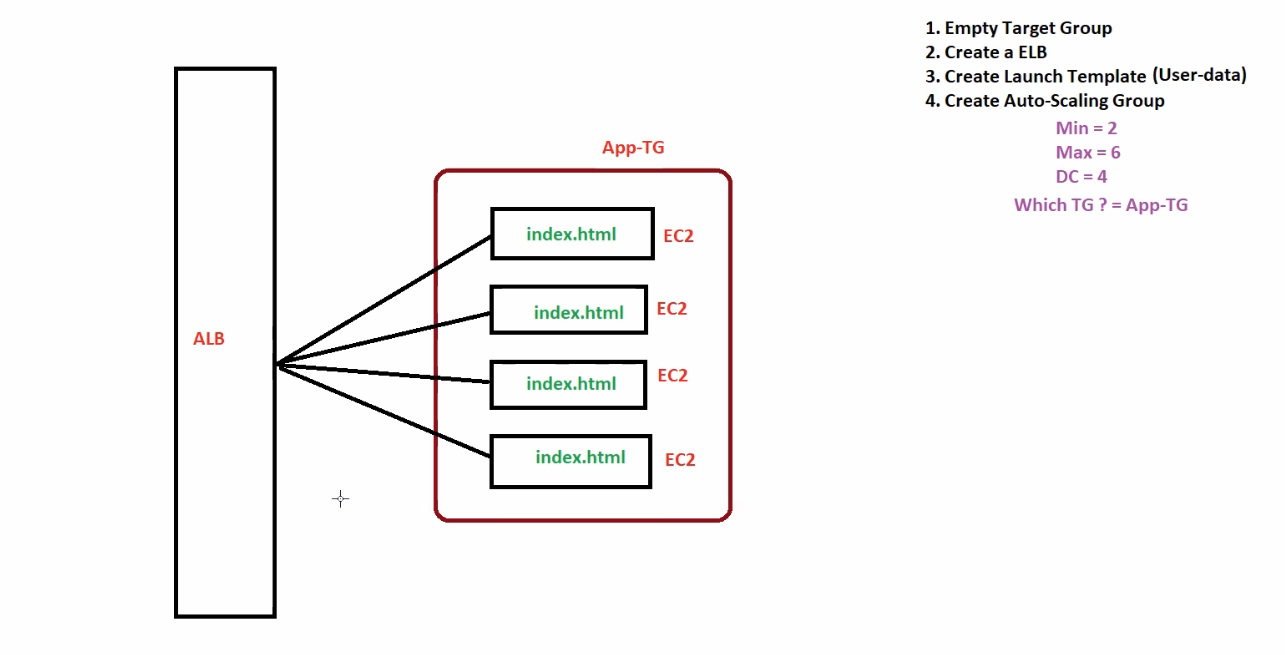 1. Empty Target Group
2. Create a ELB
3. Create Launch Template (User-data)
4. Create Auto-Scaling Group
Min = 2
Max = 6
DC = 4
Which TG ? = App-TG
App-TG
index.html EC2
index.html EC2
ALB
index.html EC2
index.html EC2